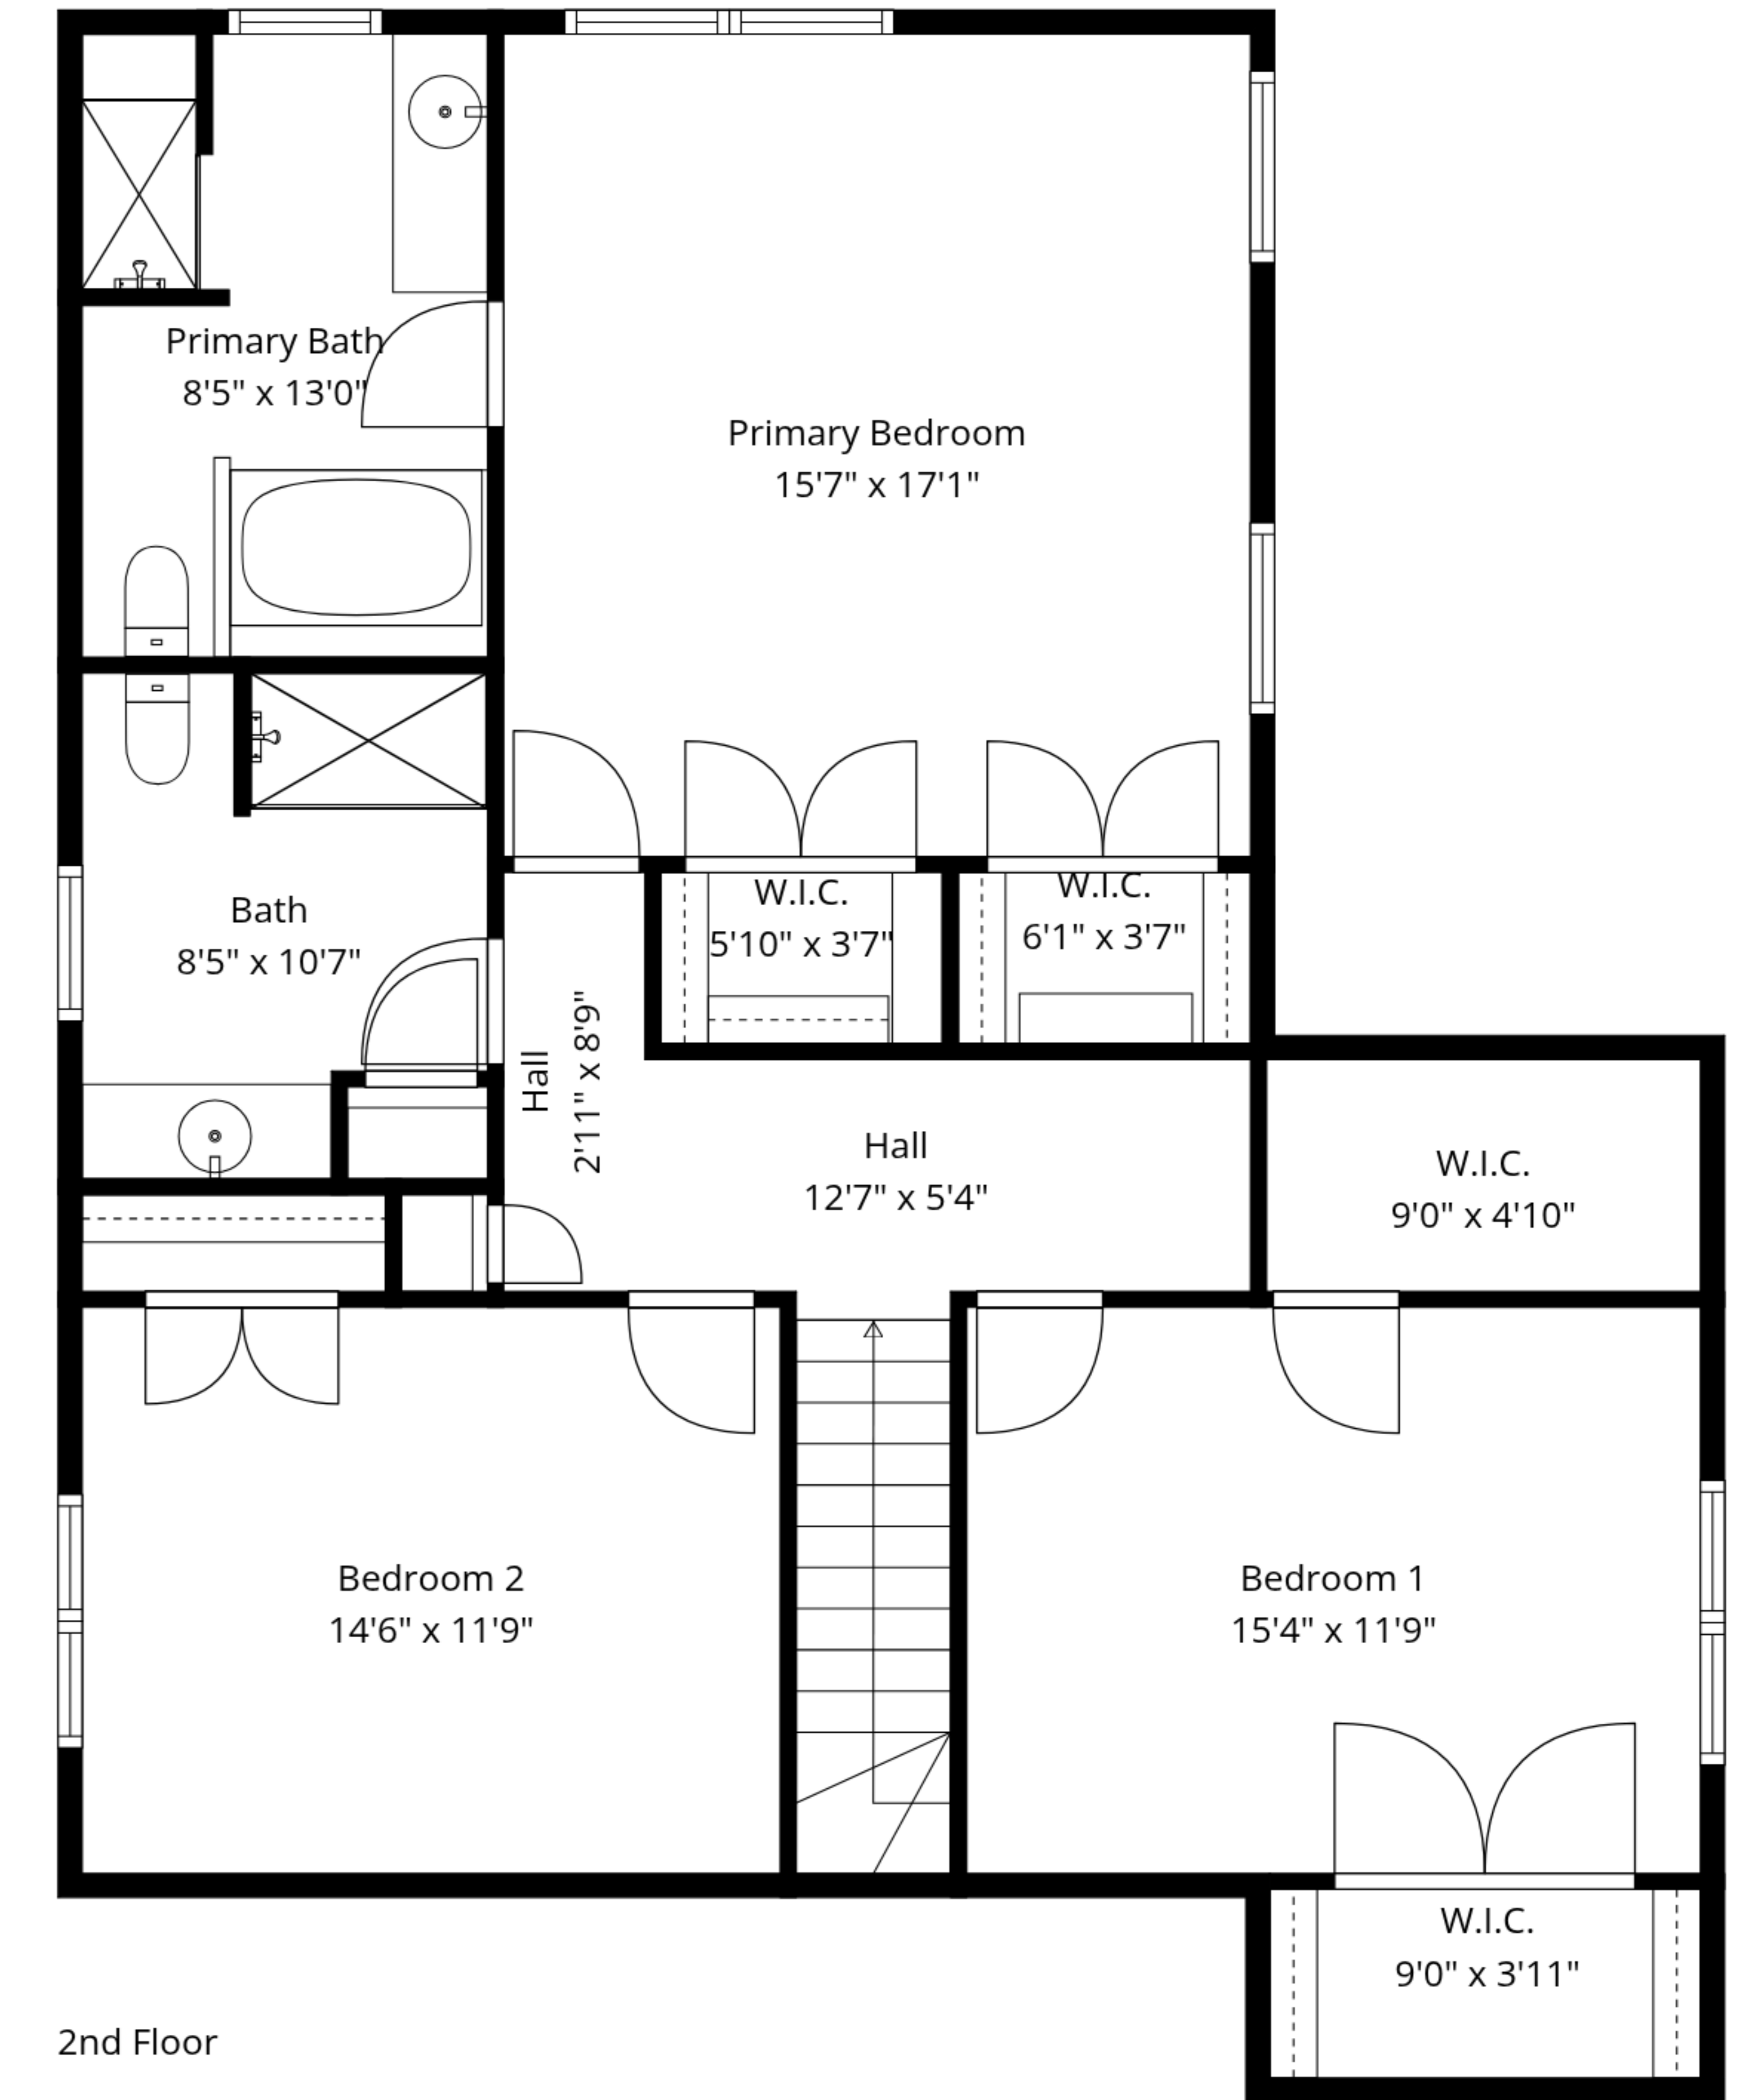 Primary Bath
8'5" x 13'0"
Primary Bedroom
15'7" x 17'1"
W.I.C.
5'10" x 3'7"
W.I.C.
6'1" x 3'7"
Bath
8'5" x 10'7"
Hall
2'11" x 8'9"
Hall
12'7" x 5'4"
W.I.C.
9'0" x 4'10"
Bedroom 2
14'6" x 11'9"
Bedroom 1
15'4" x 11'9"
W.I.C.
9'0" x 3'11"
2nd Floor